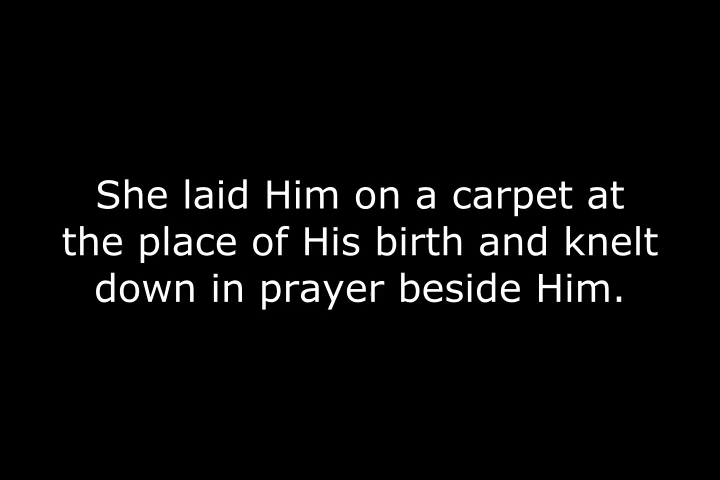 She laid Him on a carpet at
the place of His birth and knelt
down in prayer beside Him.